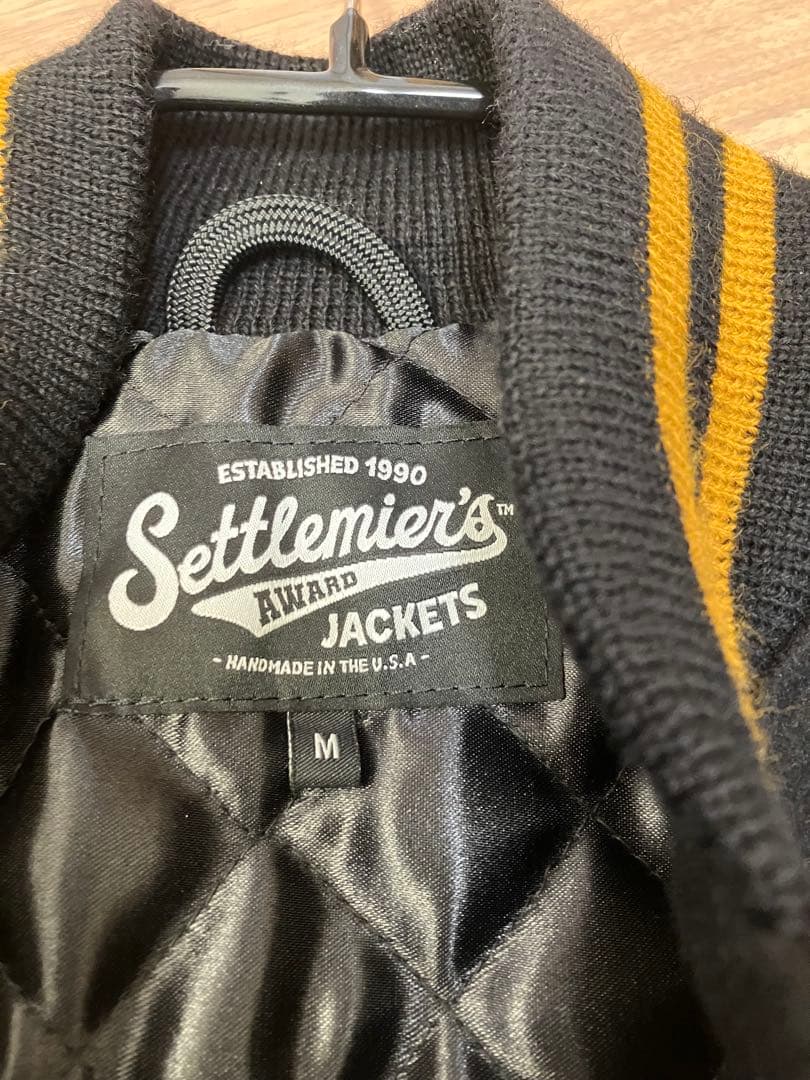 ESTABLISHED 1990
Settlemier's™
AWARD
JACKETS
- HANDMADE IN THE U.S.A -
M